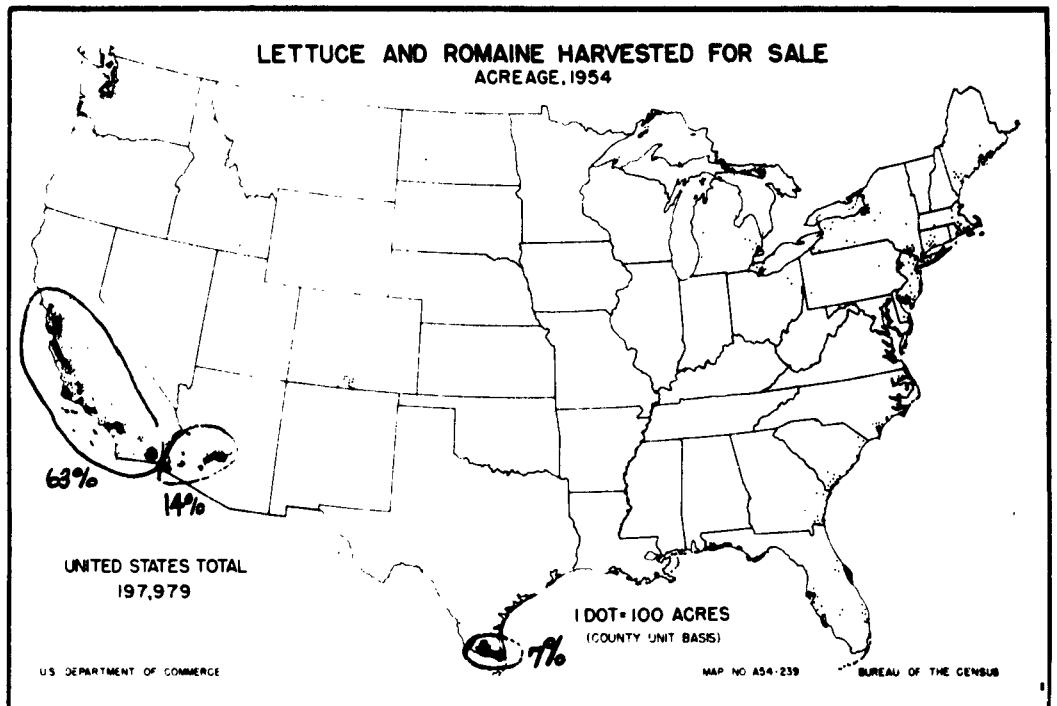 LETTUCE AND ROMAINE HARVESTED FOR SALE
ACREAGE, 1954
63%
14%
UNITED STATES TOTAL
197,979
1 DOT = 100 ACRES
(COUNTY UNIT BASIS)
7%
US DEPARTMENT OF COMMERCE
MAP NO A54-239
BUREAU OF THE CENSUS